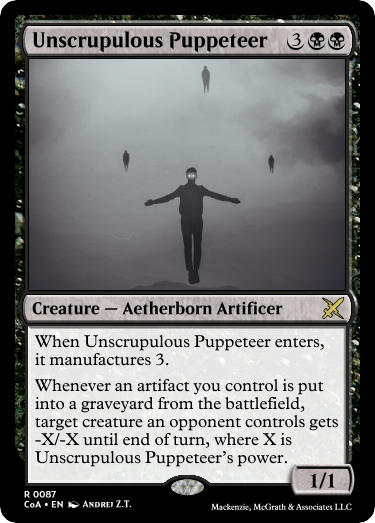 Unscrupulous Puppeteer 3
Creature — Aetherborn Artificer
When Unscrupulous Puppeteer enters,
it manufactures 3.
Whenever an artifact you control is put
into a graveyard from the battlefield,
target creature an opponent controls gets
-X/-X until end of turn, where X is
Unscrupulous Puppeteer's power.
1/1
R 0087
CoA • EN Andrei Z.T.
Mackenzie, McGrath & Associates LLC